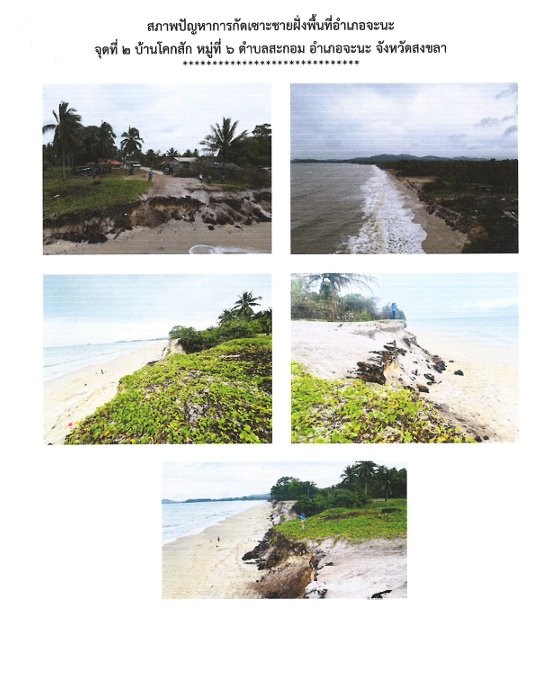 สภาพปัญหาการกัดเซาะชายฝั่งพื้นที่อำเภอจะนะ
จุดที่ ๒ บ้านโคกสัก หมู่ที่ ๖ ตำบลสะกอม อำเภอจะนะ จังหวัดสงขลา
******************************